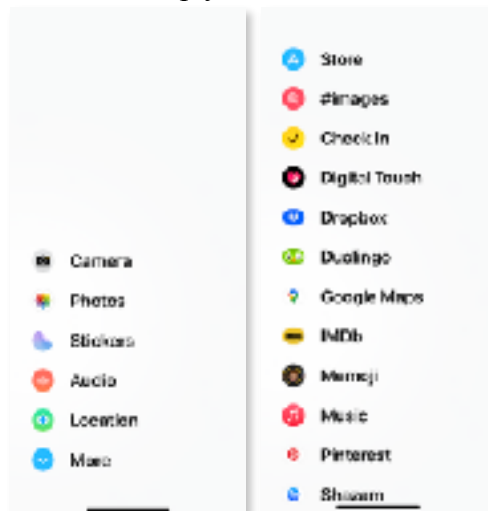 Camera
Photos
Stickers
Audio
Location
More
Store
#images
Check In
Digital Touch
Dropbox
Duolingo
Google Maps
IMDb
Memoji
Music
Pinterest
Shazam